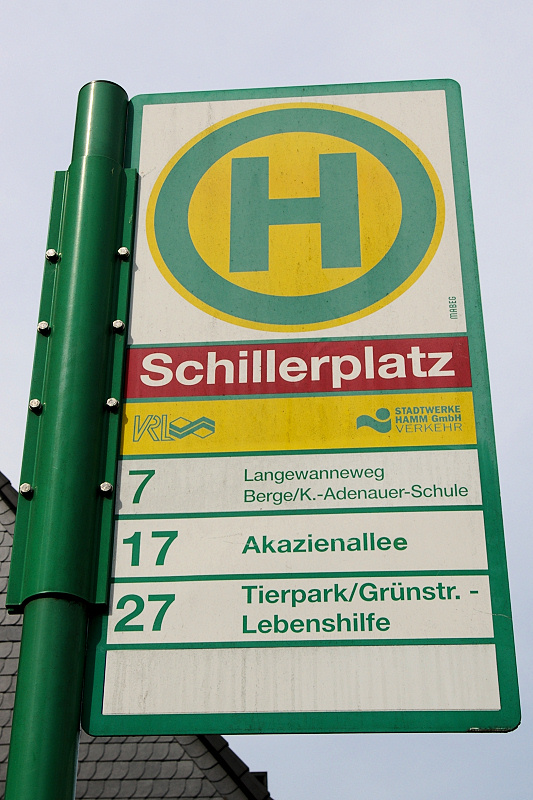 H
MABEG
Schillerplatz
VRL
STADTWERKE
HAMM GmbH
VERKEHR
7
Langewanneweg
Berge/K.-Adenauer-Schule
17
Akazienallee
27
Tierpark/Grünstr. -
Lebenshilfe